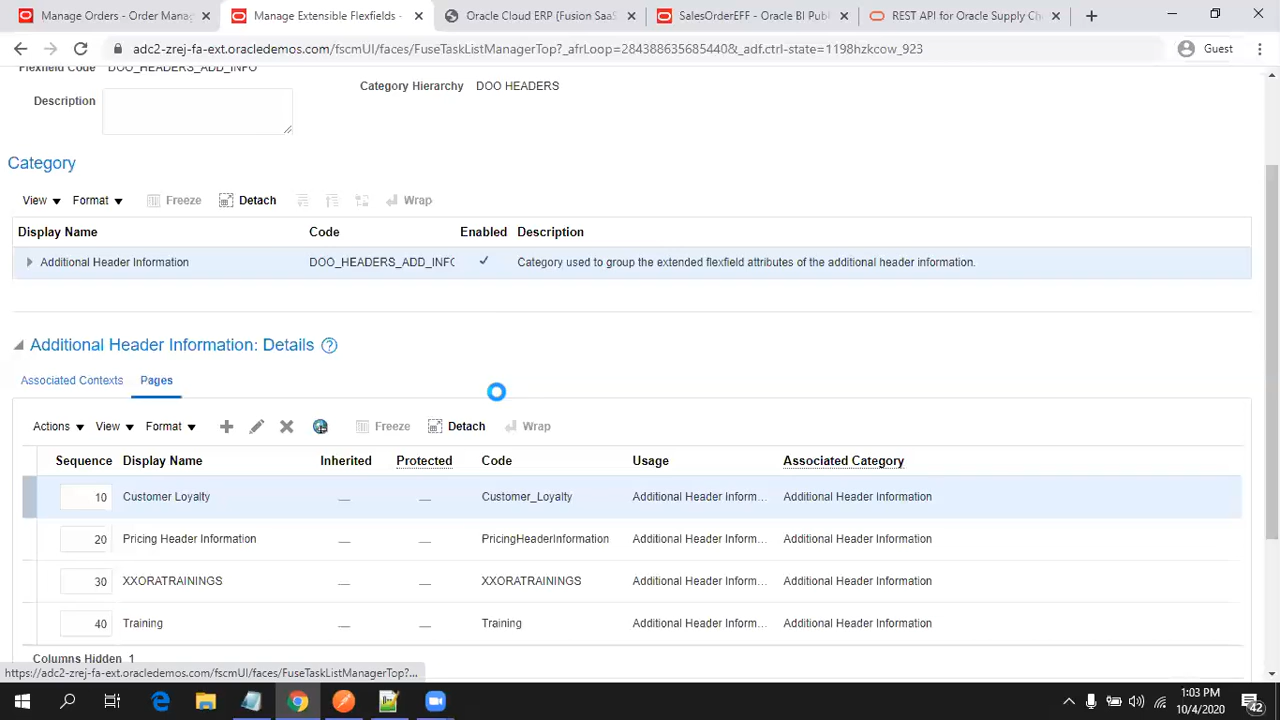 Manage Orders - Order Manag
Manage Extensible Flexfields -
Oracle Cloud ERP (Fusion SaaS
SalesOrderEFF - Oracle BI Publ
REST API for Oracle Supply Ch
adc2-zrej-fa-ext.oracledemos.com/fscmUI/faces/FuseTaskListManagerTop?_afrLoop=28438863568544​0&_adf.ctrl-state=1198hzkcow_923
Guest
Flexfield Code DOO_HEADERS_ADD_INFO
Category Hierarchy DOO HEADERS
Description
Category
View Format Freeze Detach Wrap
Display Name Code Enabled Description
Additional Header Information DOO_HEADERS_ADD_INFO Category used to group the extended flexfield attributes of the additional header information.
Additional Header Information: Details
Associated Contexts Pages
Actions View Format Freeze Detach Wrap
Sequence Display Name Inherited Protected Code Usage Associated Category
10 Customer Loyalty Customer_Loyalty Additional Header Inform... Additional Header Information
20 Pricing Header Information PricingHeaderInformation Additional Header Inform... Additional Header Information
30 XXORATRAININGS XXORATRAININGS Additional Header Inform... Additional Header Information
40 Training Training Additional Header Inform... Additional Header Information
Columns Hidden 1
https://adc2-zrej-fa-ext.oracledemos.com/fscmUI/faces/FuseTaskListManagerTop?...
1:03 PM
10/4/2020
42